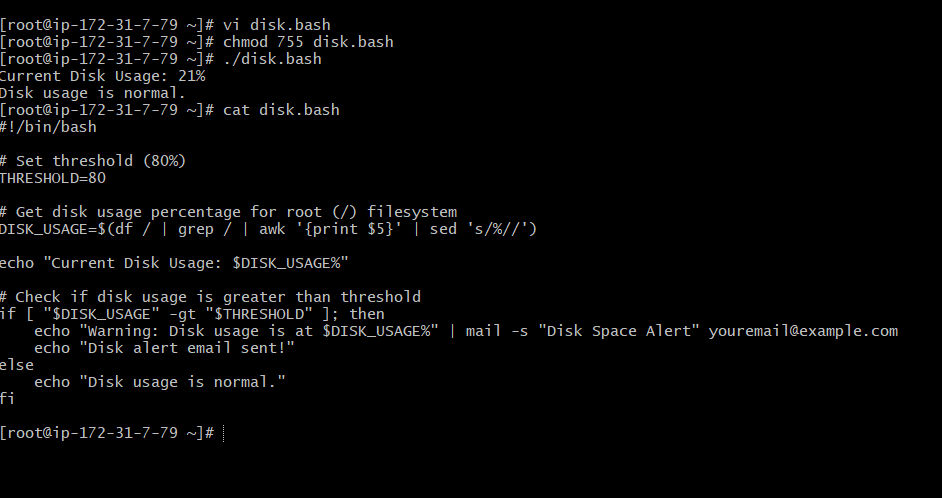 [root@ip-172-31-7-79 ~]# vi disk.bash
[root@ip-172-31-7-79 ~]# chmod 755 disk.bash
[root@ip-172-31-7-79 ~]# ./disk.bash
Current Disk Usage: 21%
Disk usage is normal.
[root@ip-172-31-7-79 ~]# cat disk.bash
#!/bin/bash

# Set threshold (80%)
THRESHOLD=80

# Get disk usage percentage for root (/) filesystem
DISK_USAGE=$(df / | grep / | awk '{print $5}' | sed 's/%//')

echo "Current Disk Usage: $DISK_USAGE%"

# Check if disk usage is greater than threshold
if [ "$DISK_USAGE" -gt "$THRESHOLD" ]; then
    echo "Warning: Disk usage is at $DISK_USAGE%" | mail -s "Disk Space Alert" youremail@example.com
    echo "Disk alert email sent!"
else
    echo "Disk usage is normal."
fi

[root@ip-172-31-7-79 ~]#